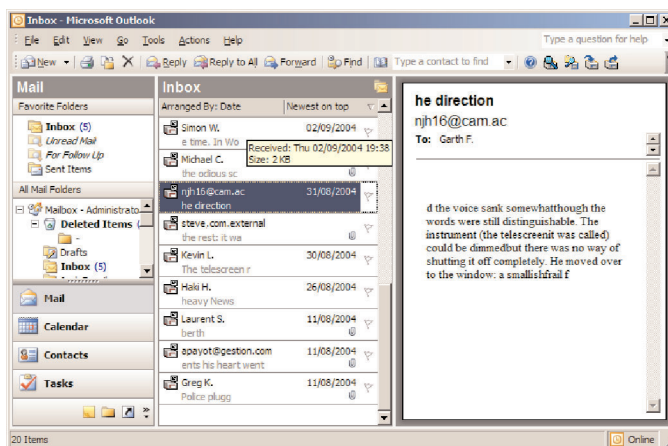 Inbox - Microsoft Outlook
File Edit View Go Tools Actions Help
Type a question for help
New Reply Reply to All Forward Find Type a contact to find
Mail
Favorite Folders
Inbox (5)
Unread Mail
For Follow Up
Sent Items
All Mail Folders
Mailbox - Administrato
Deleted Items (
-
Drafts
Inbox (5)
Mail
Calendar
Contacts
Tasks
Inbox
Arranged By: Date Newest on top
Simon W. 02/09/2004
e time. In Wo
Received: Thu 02/09/2004 19:38
Size: 2 KB
Michael C.
the odious sc
njh16@cam.ac 31/08/2004
he direction
steve,com.external
the rest: it wa
Kevin L. 30/08/2004
The telescreen r
Haki H. 26/08/2004
heavy News
Laurent S. 11/08/2004
berth
apayot@gestion.com 11/08/2004
ents his heart went
Greg K. 11/08/2004
Police plugg
he direction
njh16@cam.ac
To: Garth F.
d the voice sank somewhatthough the
words were still distinguishable. The
instrument (the telescreenit was called)
could be dimmedbut there was no way of
shutting it off completely. He moved over
to the window: a smallishfrail f
20 Items
Online